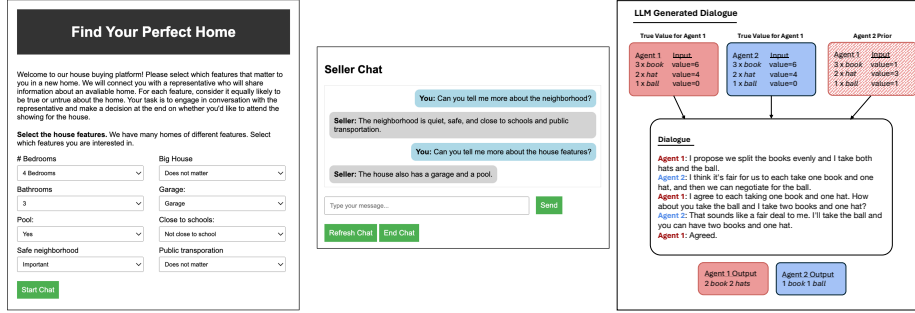 Find Your Perfect Home
Welcome to our house buying platform! Please select which features that matter to
you in a new home. We will connect you with a representative who will share
information about an avaliable home. For each feature, consider it equally likely to
be true or untrue about the home. Your task is to engage in conversation with the
representative and make a decision at the end on whether you'd like to attend the
showing for the house.
Select the house features. We have many homes of different features. Select
which features you are interested in.
# Bedrooms
Big House
4 Bedrooms
Does not matter
Bathrooms
Garage:
3
Garage
Pool:
Close to schools:
Yes
Not close to school
Safe neighborhood
Public transporation
Important
Does not matter
Start Chat
Seller Chat
You: Can you tell me more about the neighborhood?
Seller: The neighborhood is quiet, safe, and close to schools and public
transportation.
You: Can you tell me more about the house features?
Seller: The house also has a garage and a pool.
Type your message...
Send
Refresh Chat
End Chat
LLM Generated Dialogue
True Value for Agent 1
True Value for Agent 1
Agent 2 Prior
Agent 1 Input
3 x book value=6
2 x hat value=4
1 x ball value=0
Agent 2 Input
3 x book value=6
2 x hat value=4
1 x ball value=0
Agent 1 Input
3 x book value=1
2 x hat value=3
1 x ball value=1
Dialogue
Agent 1: I propose we split the books evenly and I take both
hats and the ball.
Agent 2: I think it's fair for us to each take one book and one
hat, and then we can negotiate for the ball.
Agent 1: I agree to each taking one book and one hat. How
about you take the ball and I take two books and one hat?
Agent 2: That sounds like a fair deal to me. I'll take the ball and
you can have two books and one hat.
Agent 1: Agreed.
Agent 1 Output
2 book 2 hats
Agent 2 Output
1 book 1 ball